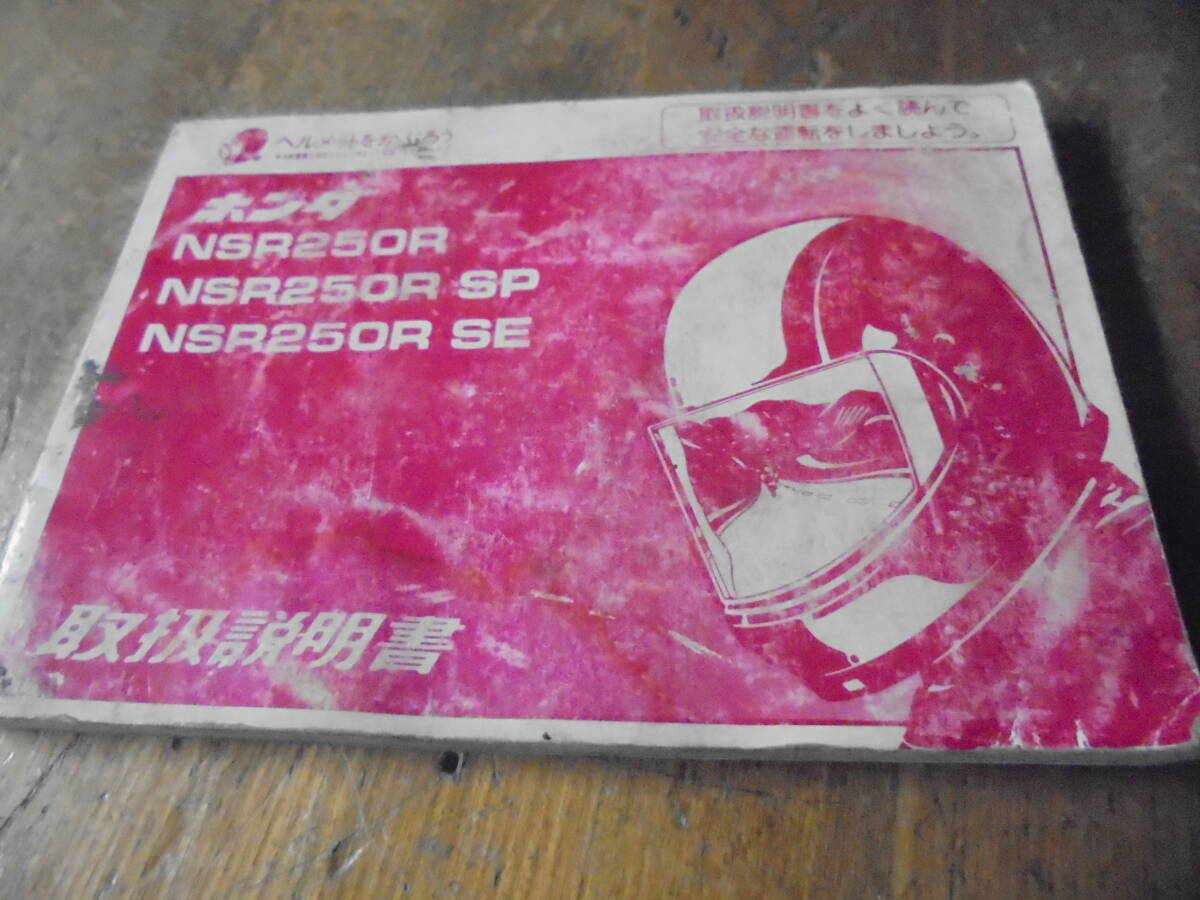 ヘルメットをかぶろう
取扱説明書をよく読んで
安全な運転をしましょう。
ホンダ
NSR250R
NSR250R SP
NSR250R SE
取扱説明書